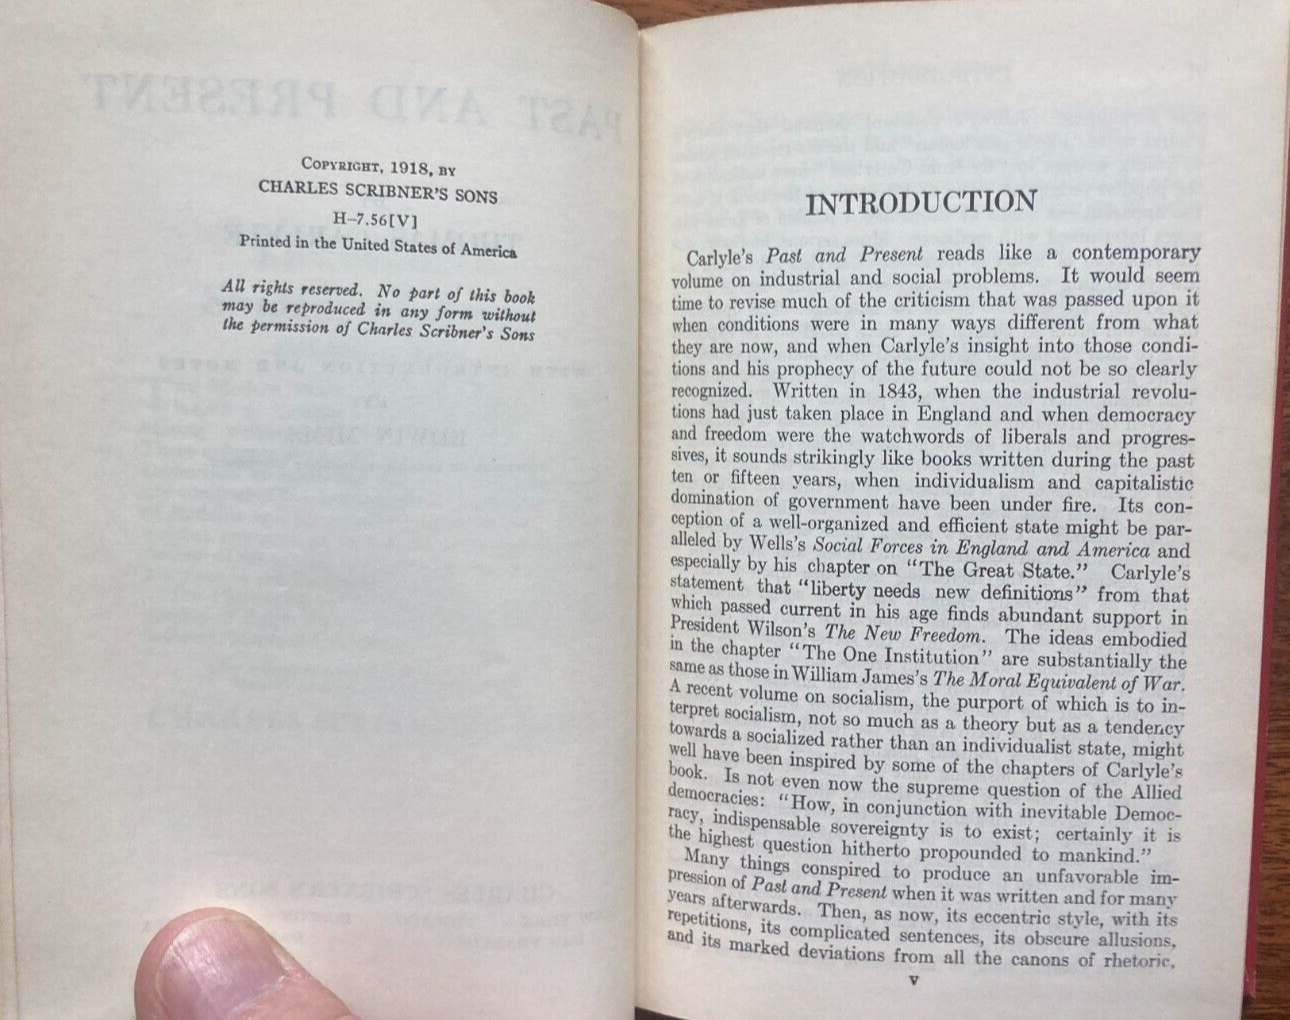 COPYRIGHT, 1918, BY
CHARLES SCRIBNER'S SONS
H-7.56[V]
Printed in the United States of America
All rights reserved. No part of this book
may be reproduced in any form without
the permission of Charles Scribner's Sons
INTRODUCTION
Carlyle's Past and Present reads like a contemporary
volume on industrial and social problems. It would seem
time to revise much of the criticism that was passed upon it
when conditions were in many ways different from what
they are now, and when Carlyle's insight into those condi-
tions and his prophecy of the future could not be so clearly
recognized. Written in 1843, when the industrial revolu-
tions had just taken place in England and when democracy
and freedom were the watchwords of liberals and progres-
sives, it sounds strikingly like books written during the past
ten or fifteen years, when individualism and capitalistic
domination of government have been under fire. Its con-
ception of a well-organized and efficient state might be par-
alleled by Wells's Social Forces in England and America and
especially by his chapter on "The Great State." Carlyle's
statement that "liberty needs new definitions" from that
which passed current in his age finds abundant support in
President Wilson's The New Freedom. The ideas embodied
in the chapter "The One Institution" are substantially the
same as those in William James's The Moral Equivalent of War.
A recent volume on socialism, the purport of which is to in-
terpret socialism, not so much as a theory but as a tendency
towards a socialized rather than an individualist state, might
well have been inspired by some of the chapters of Carlyle's
book. Is not even now the supreme question of the Allied
democracies: "How, in conjunction with inevitable Democ-
racy, indispensable sovereignty is to exist; certainly it is
the highest question hitherto propounded to mankind."
Many things conspired to produce an unfavorable im-
pression of Past and Present when it was written and for many
years afterwards. Then, as now, its eccentric style, with its
repetitions, its complicated sentences, its obscure allusions,
and its marked deviations from all the canons of rhetoric,
v